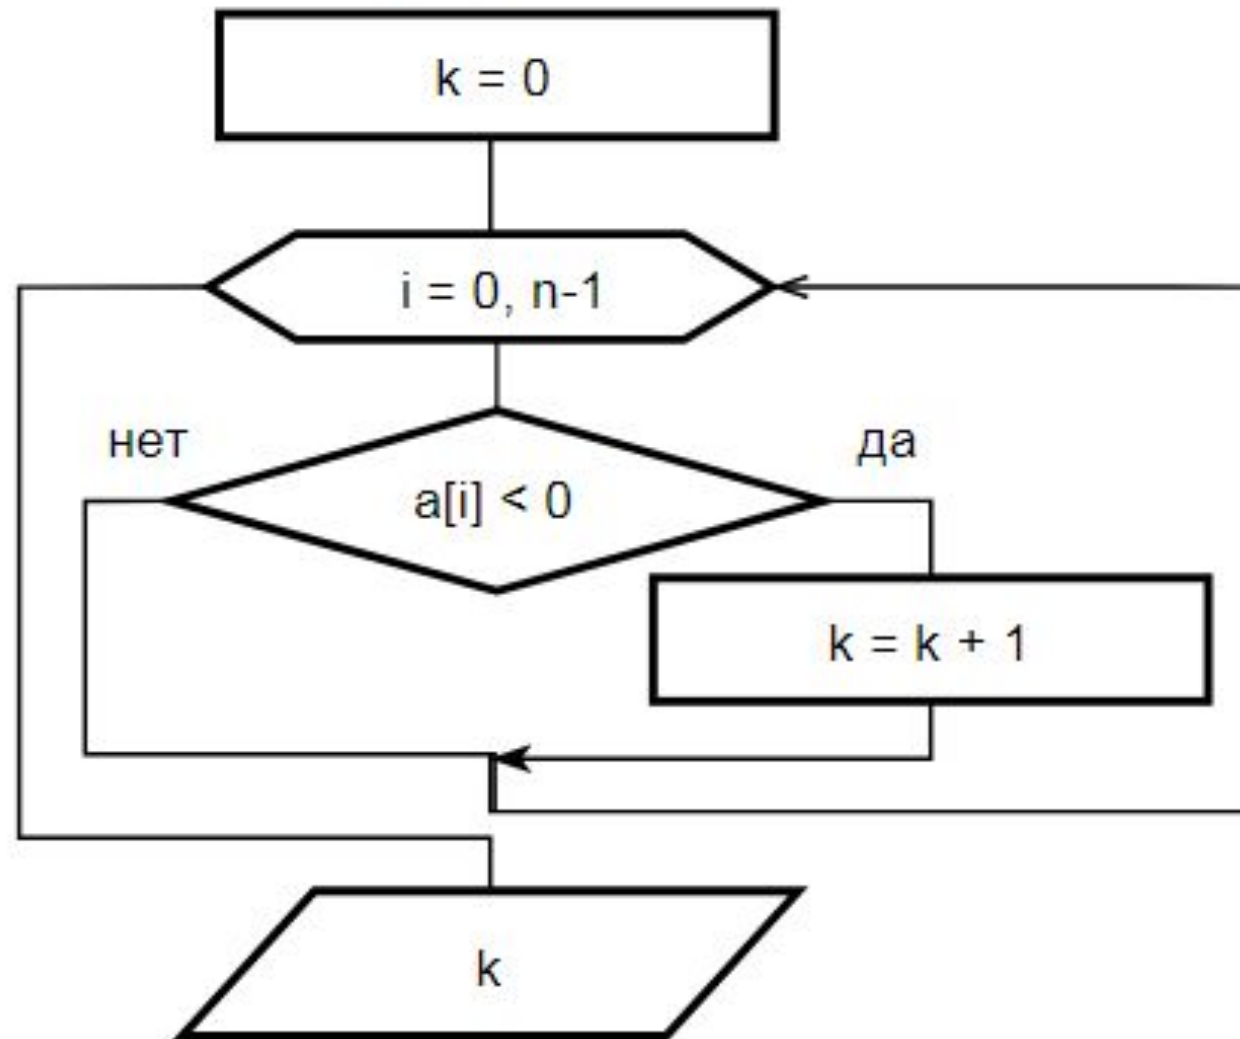 k = 0
i = 0, n-1
нет
да
a[i] < 0
k = k + 1
k